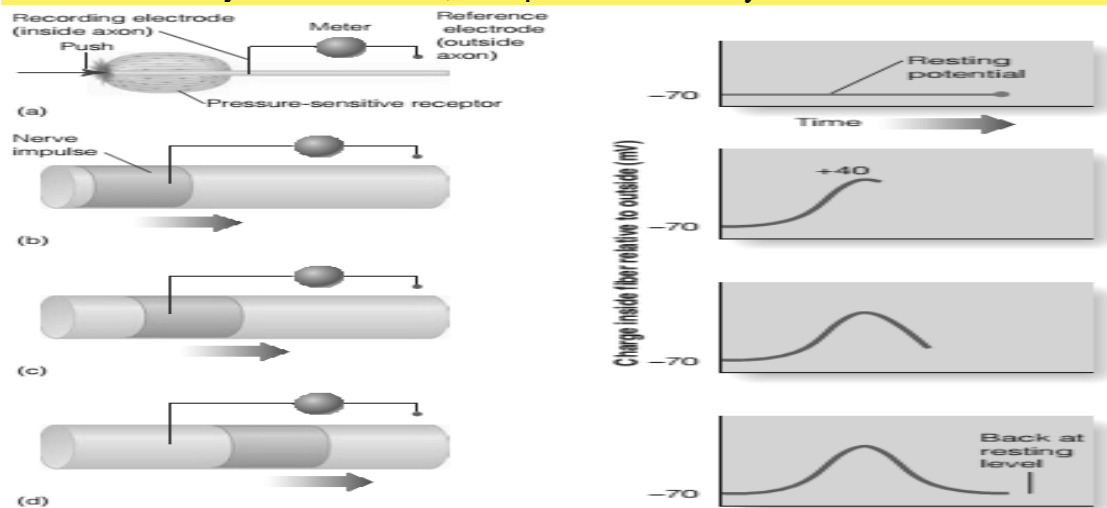 Recording electrode
(inside axon)
Push
Meter
Reference
electrode
(outside
axon)
Pressure-sensitive receptor
(a)
Resting
potential
–70
Time
Nerve
impulse
(b)
+40
–70
Charge inside fiber relative to outside (mV)
(c)
–70
(d)
Back at
resting
level
–70